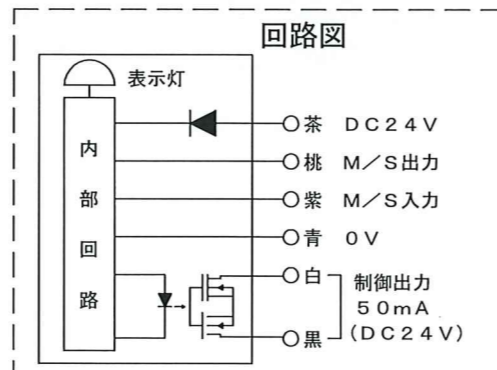 回路図
表示灯
内部回路
茶 DC24V
桃 M/S出力
紫 M/S入力
青 0V
白
制御出力
50mA
(DC24V)
黒